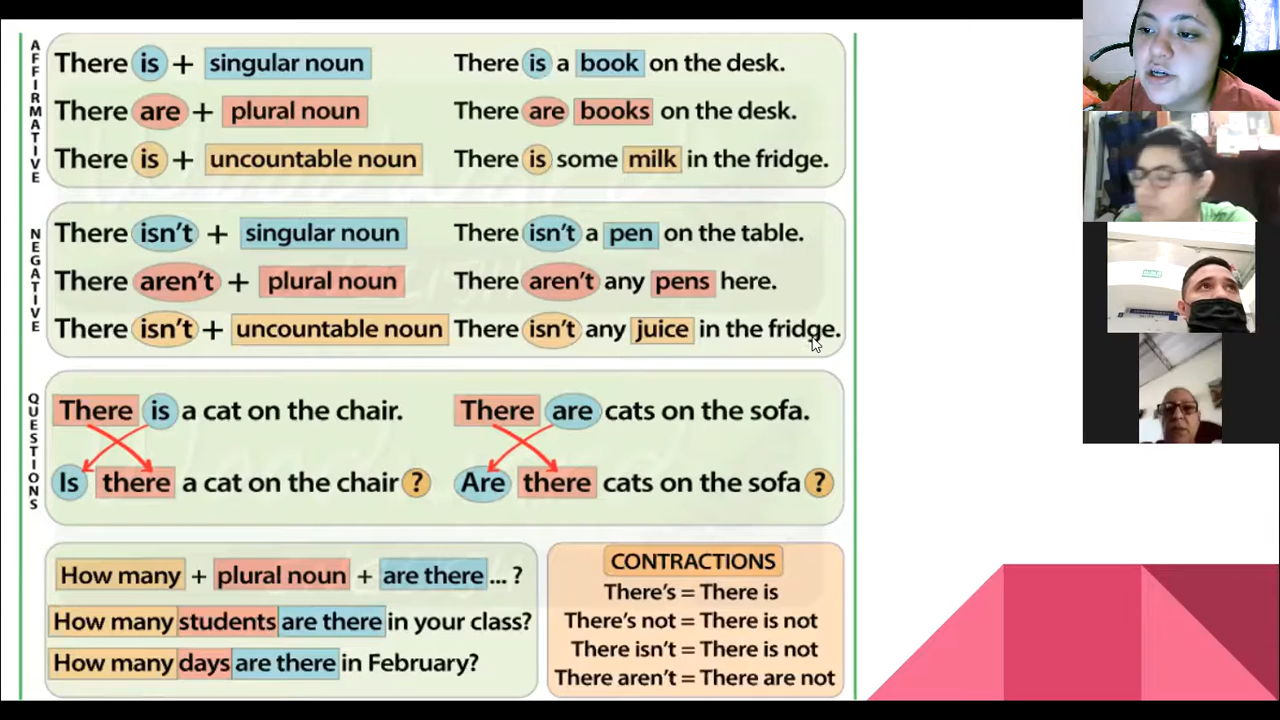 AFFIRMATIVE
There is + singular noun There is a book on the desk.
There are + plural noun There are books on the desk.
There is + uncountable noun There is some milk in the fridge.
NEGATIVE
There isn't + singular noun There isn't a pen on the table.
There aren't + plural noun There aren't any pens here.
There isn't + uncountable noun There isn't any juice in the fridge.
QUESTIONS
There is a cat on the chair. There are cats on the sofa.
Is there a cat on the chair ? Are there cats on the sofa ?
How many + plural noun + are there ... ?
How many students are there in your class?
How many days are there in February?
CONTRACTIONS
There's = There is
There's not = There is not
There isn't = There is not
There aren't = There are not